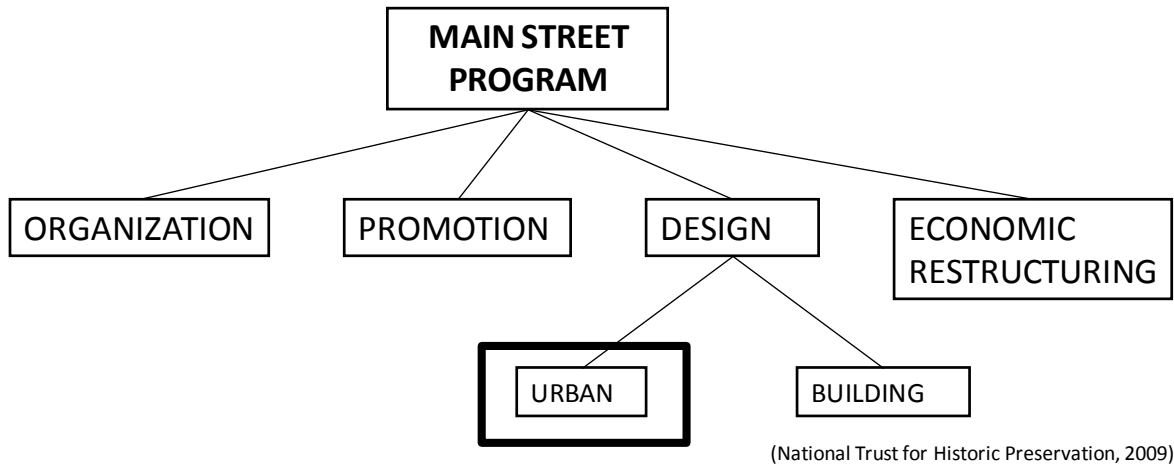 MAIN STREET
PROGRAM
ORGANIZATION
PROMOTION
DESIGN
ECONOMIC
RESTRUCTURING
URBAN
BUILDING
(National Trust for Historic Preservation, 2009)